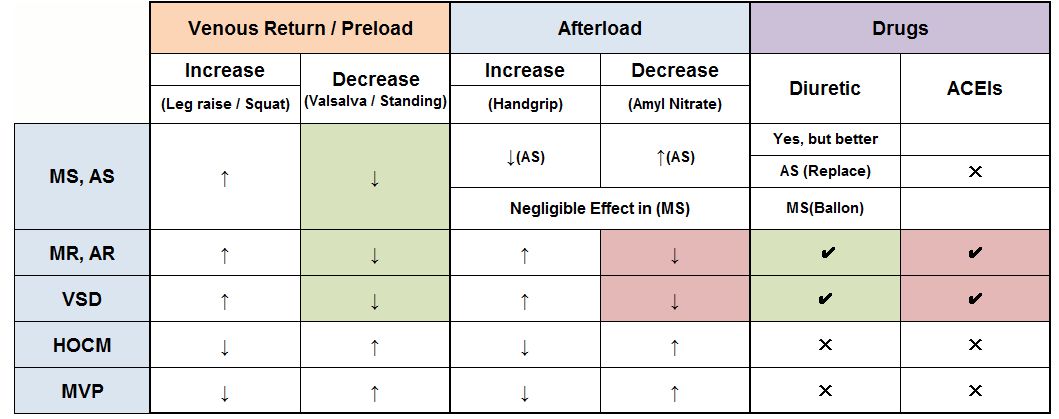 Venous Return / Preload Afterload Drugs
Increase Decrease Increase Decrease Diuretic ACEIs
(Leg raise / Squat) (Valsalva / Standing) (Handgrip) (Amyl Nitrate)
MS, AS ↑ ↓ ↓(AS) ↑(AS) Yes, but better
AS (Replace) ✕
Negligible Effect in (MS) MS(Ballon)
MR, AR ↑ ↓ ↑ ↓ ✔ ✔
VSD ↑ ↓ ↑ ↓ ✔ ✔
HOCM ↓ ↑ ↓ ↑ ✕ ✕
MVP ↓ ↑ ↓ ↑ ✕ ✕